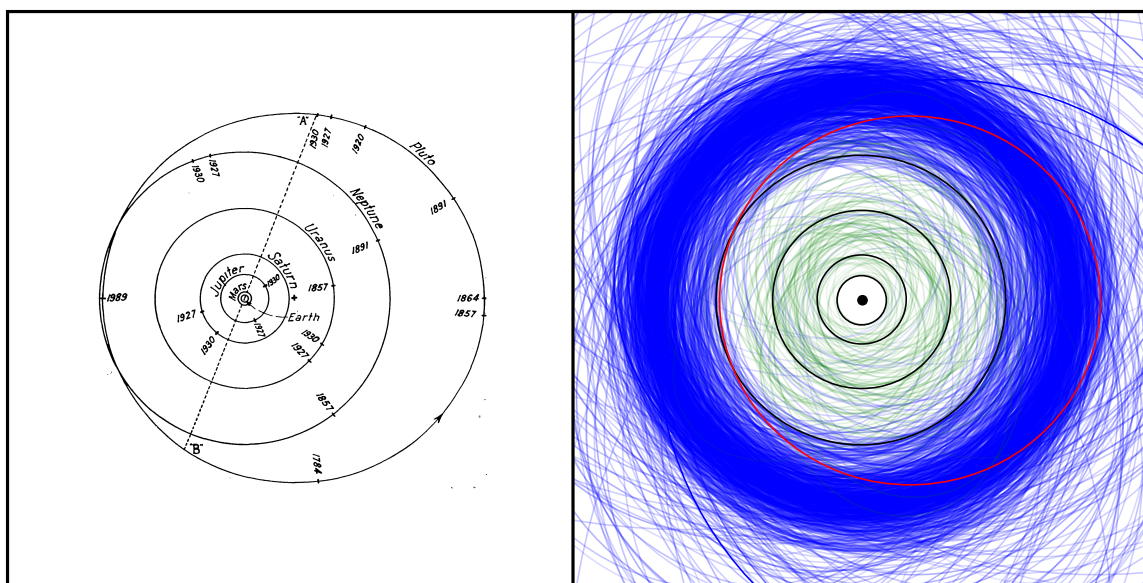 "A"
1930
1927
1920
Pluto
1927
1930
Neptune
1891
1891
Uranus
Saturn
Jupiter
Mars
1930
1857
+
1989
1864
1857
Earth
1927
1927
1930
1930
1927
1857
"B"
1784